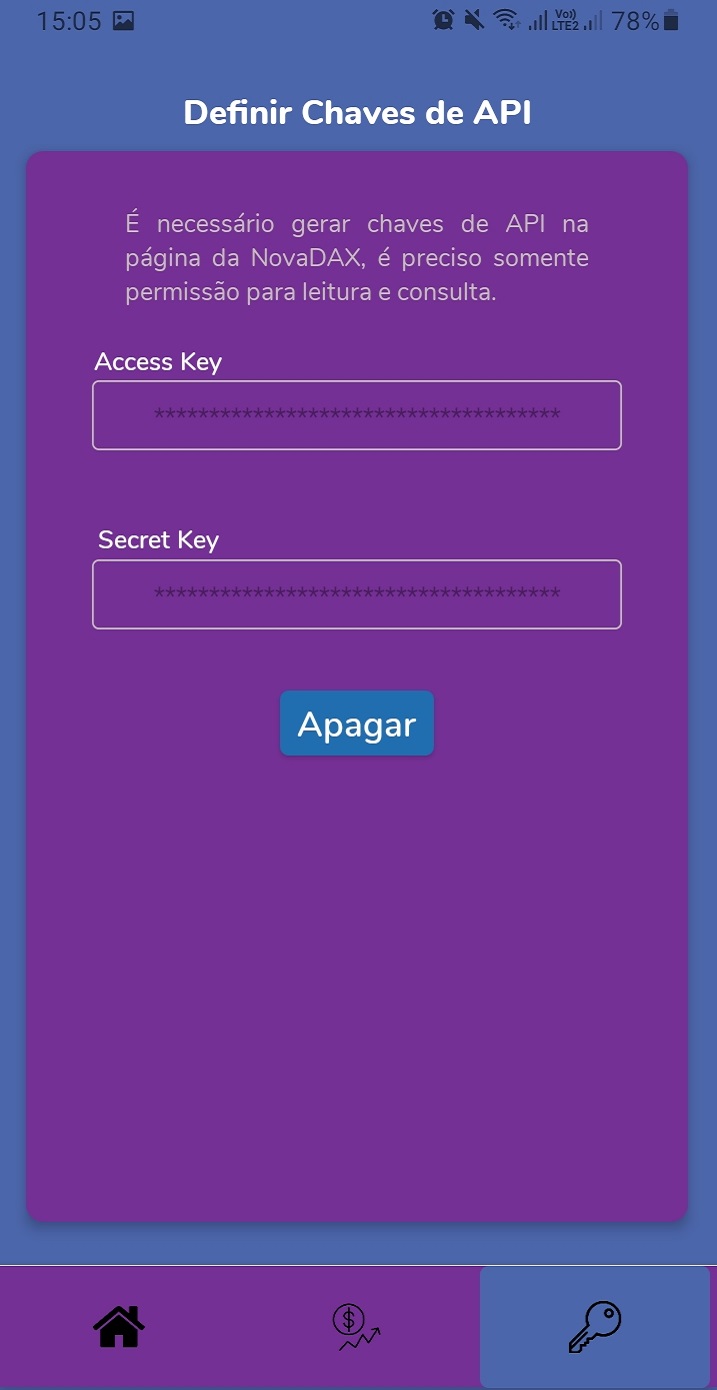 15:05
Vo))
LTE2
78%
Definir Chaves de API
É necessário gerar chaves de API na
página da NovaDAX, é preciso somente
permissão para leitura e consulta.
Access Key
*************************************
Secret Key
*************************************
Apagar
$